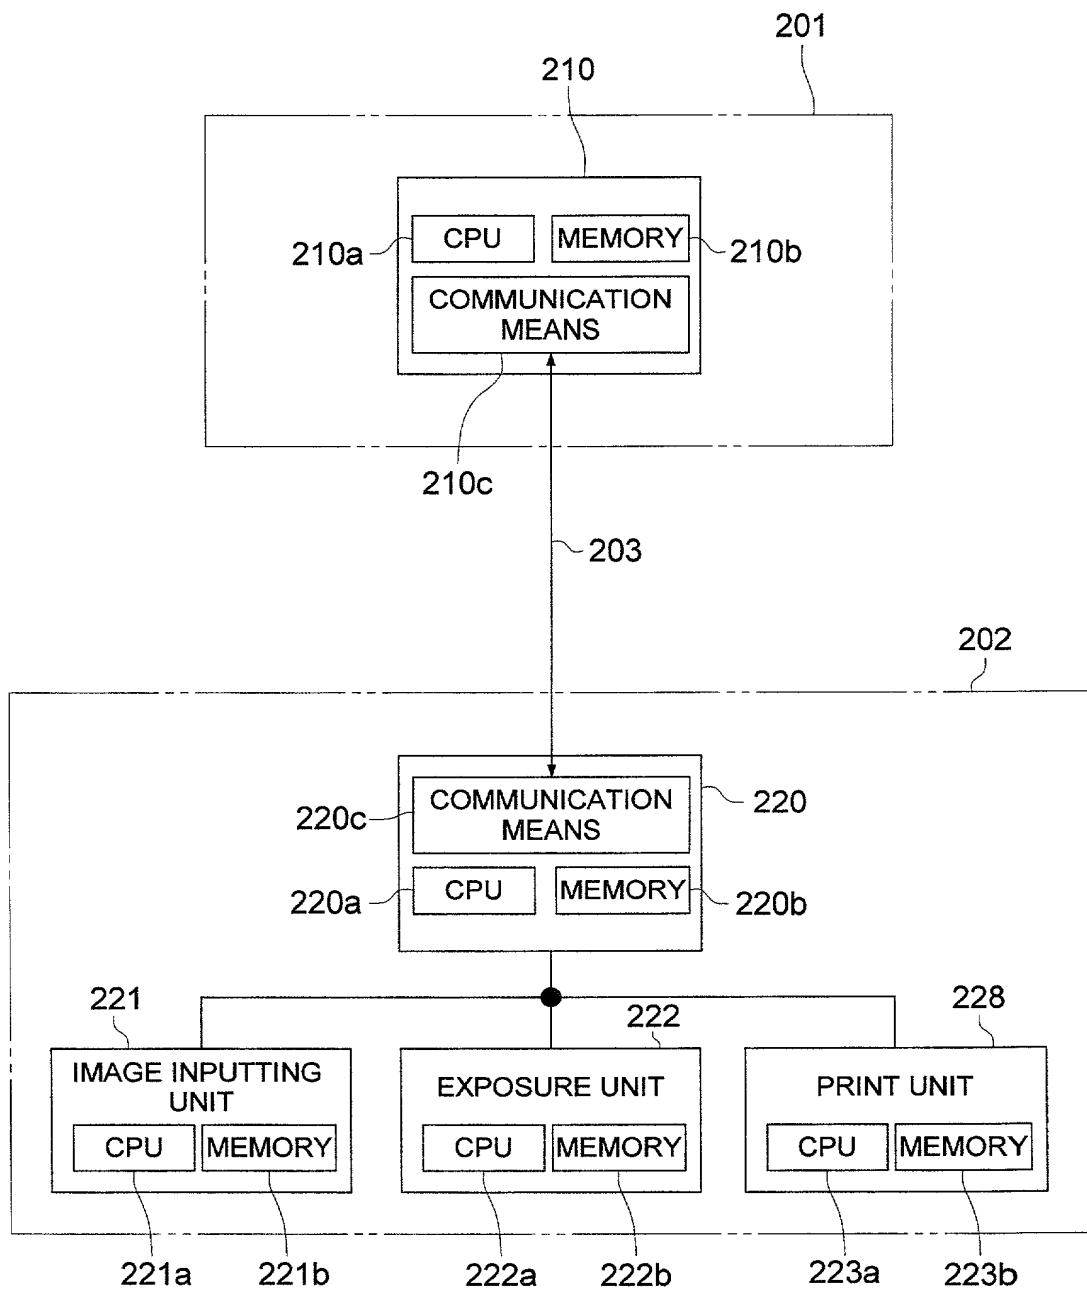 201
210
CPU
MEMORY
210a
210b
COMMUNICATION
MEANS
210c
203
202
COMMUNICATION
MEANS
220
220c
CPU
MEMORY
220a
220b
221
222
228
IMAGE INPUTTING
UNIT
EXPOSURE UNIT
PRINT UNIT
CPU
MEMORY
CPU
MEMORY
CPU
MEMORY
221a
221b
222a
222b
223a
223b